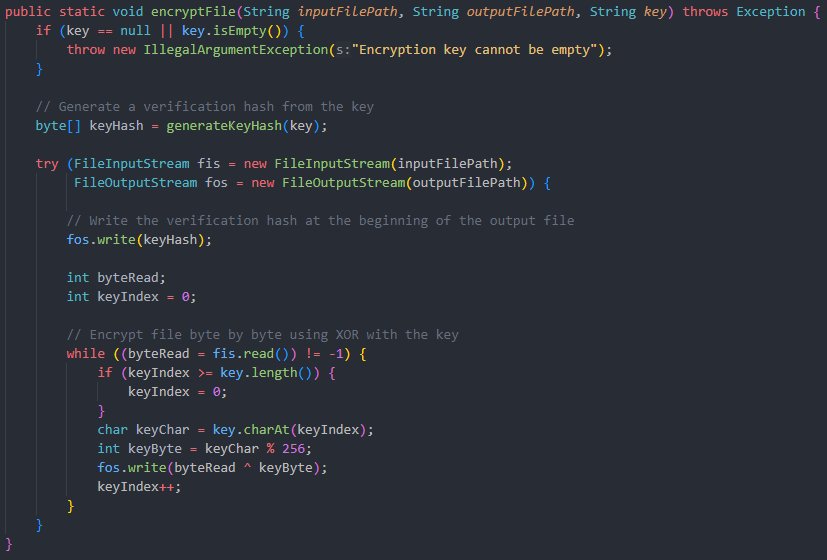 public static void encryptFile(String inputFilePath, String outputFilePath, String key) throws Exception {
    if (key == null || key.isEmpty()) {
        throw new IllegalArgumentException(s:"Encryption key cannot be empty");
    }

    // Generate a verification hash from the key
    byte[] keyHash = generateKeyHash(key);

    try (FileInputStream fis = new FileInputStream(inputFilePath);
         FileOutputStream fos = new FileOutputStream(outputFilePath)) {

        // Write the verification hash at the beginning of the output file
        fos.write(keyHash);

        int byteRead;
        int keyIndex = 0;

        // Encrypt file byte by byte using XOR with the key
        while ((byteRead = fis.read()) != -1) {
            if (keyIndex >= key.length()) {
                keyIndex = 0;
            }
            char keyChar = key.charAt(keyIndex);
            int keyByte = keyChar % 256;
            fos.write(byteRead ^ keyByte);
            keyIndex++;
        }
    }
}